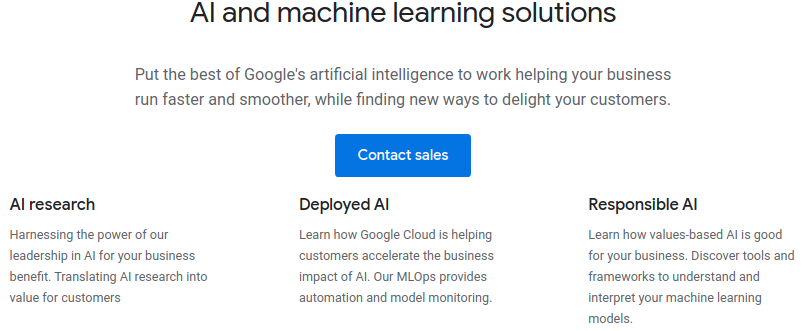 AI and machine learning solutions
Put the best of Google's artificial intelligence to work helping your business
run faster and smoother, while finding new ways to delight your customers.
Contact sales
AI research
Harnessing the power of our
leadership in AI for your business
benefit. Translating AI research into
value for customers
Deployed AI
Learn how Google Cloud is helping
customers accelerate the business
impact of AI. Our MLOps provides
automation and model monitoring.
Responsible AI
Learn how values-based AI is good
for your business. Discover tools and
frameworks to understand and
interpret your machine learning
models.